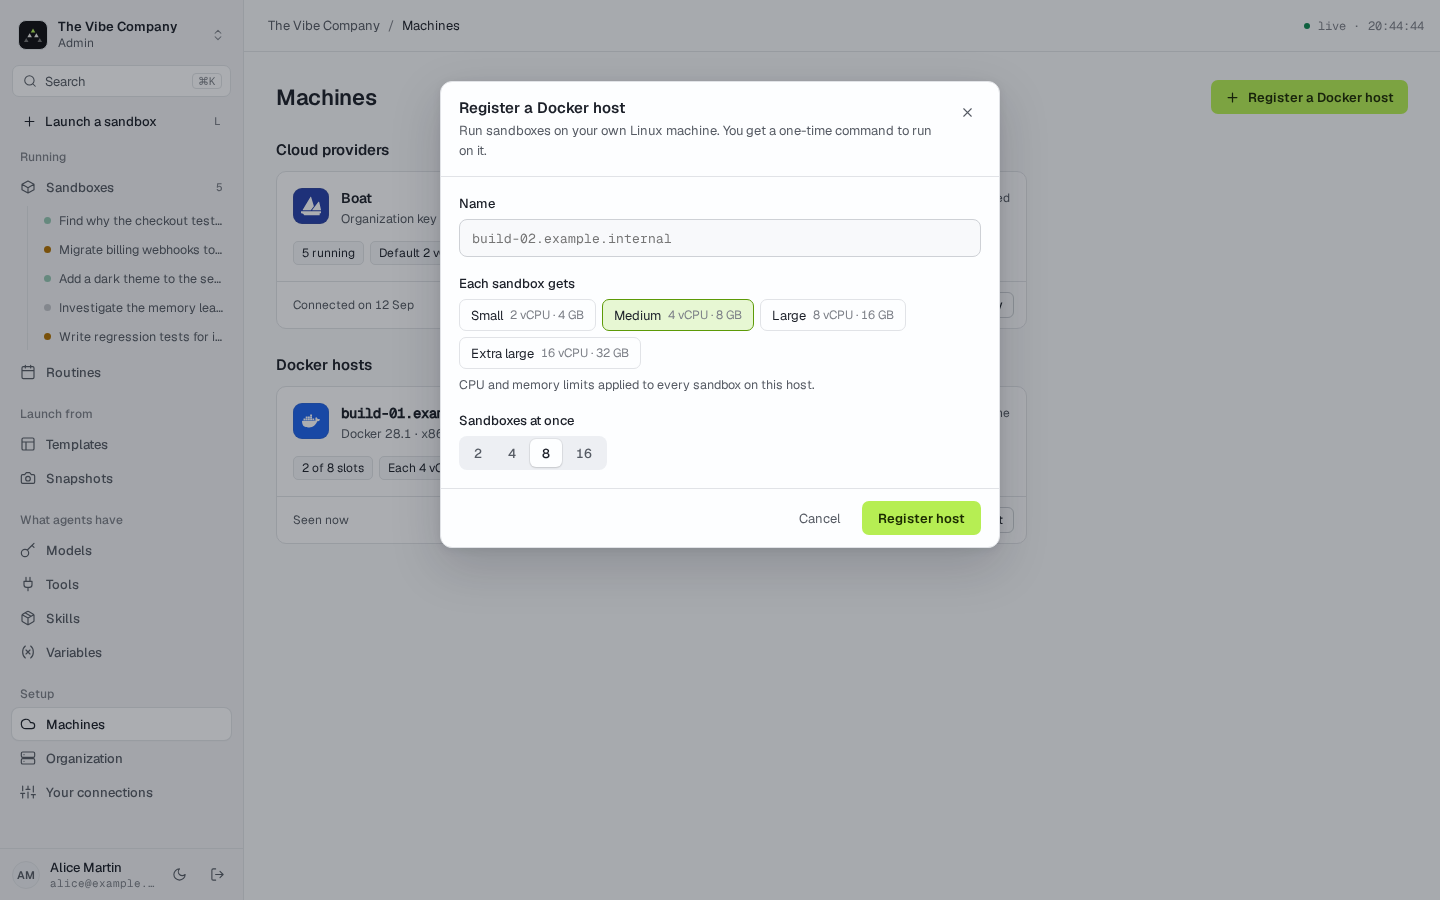 The Vibe Company
Admin
Search ⌘K
Launch a sandbox L
Running
Sandboxes 5
Find why the checkout test...
Migrate billing webhooks to...
Add a dark theme to the se...
Investigate the memory lea...
Write regression tests for i...
Routines
Launch from
Templates
Snapshots
What agents have
Models
Tools
Skills
Variables
Setup
Machines
Organization
Your connections
AM
Alice Martin
alice@example....
The Vibe Company / Machines
live · 20:44:44
Machines
Register a Docker host
Cloud providers
Boat
Organization key
5 running
Default 2
Connected on 12 Sep
Docker hosts
Docker 28.1
2 of 8 slots
Each 4
Seen now
Register a Docker host
Run sandboxes on your own Linux machine. You get a one-time command to run
on it.
Name
build-02.example.internal
Each sandbox gets
Small 2 vCPU · 4 GB
Medium 4 vCPU · 8 GB
Large 8 vCPU · 16 GB
Extra large 16 vCPU · 32 GB
CPU and memory limits applied to every sandbox on this host.
Sandboxes at once
2 4 8 16
Cancel
Register host